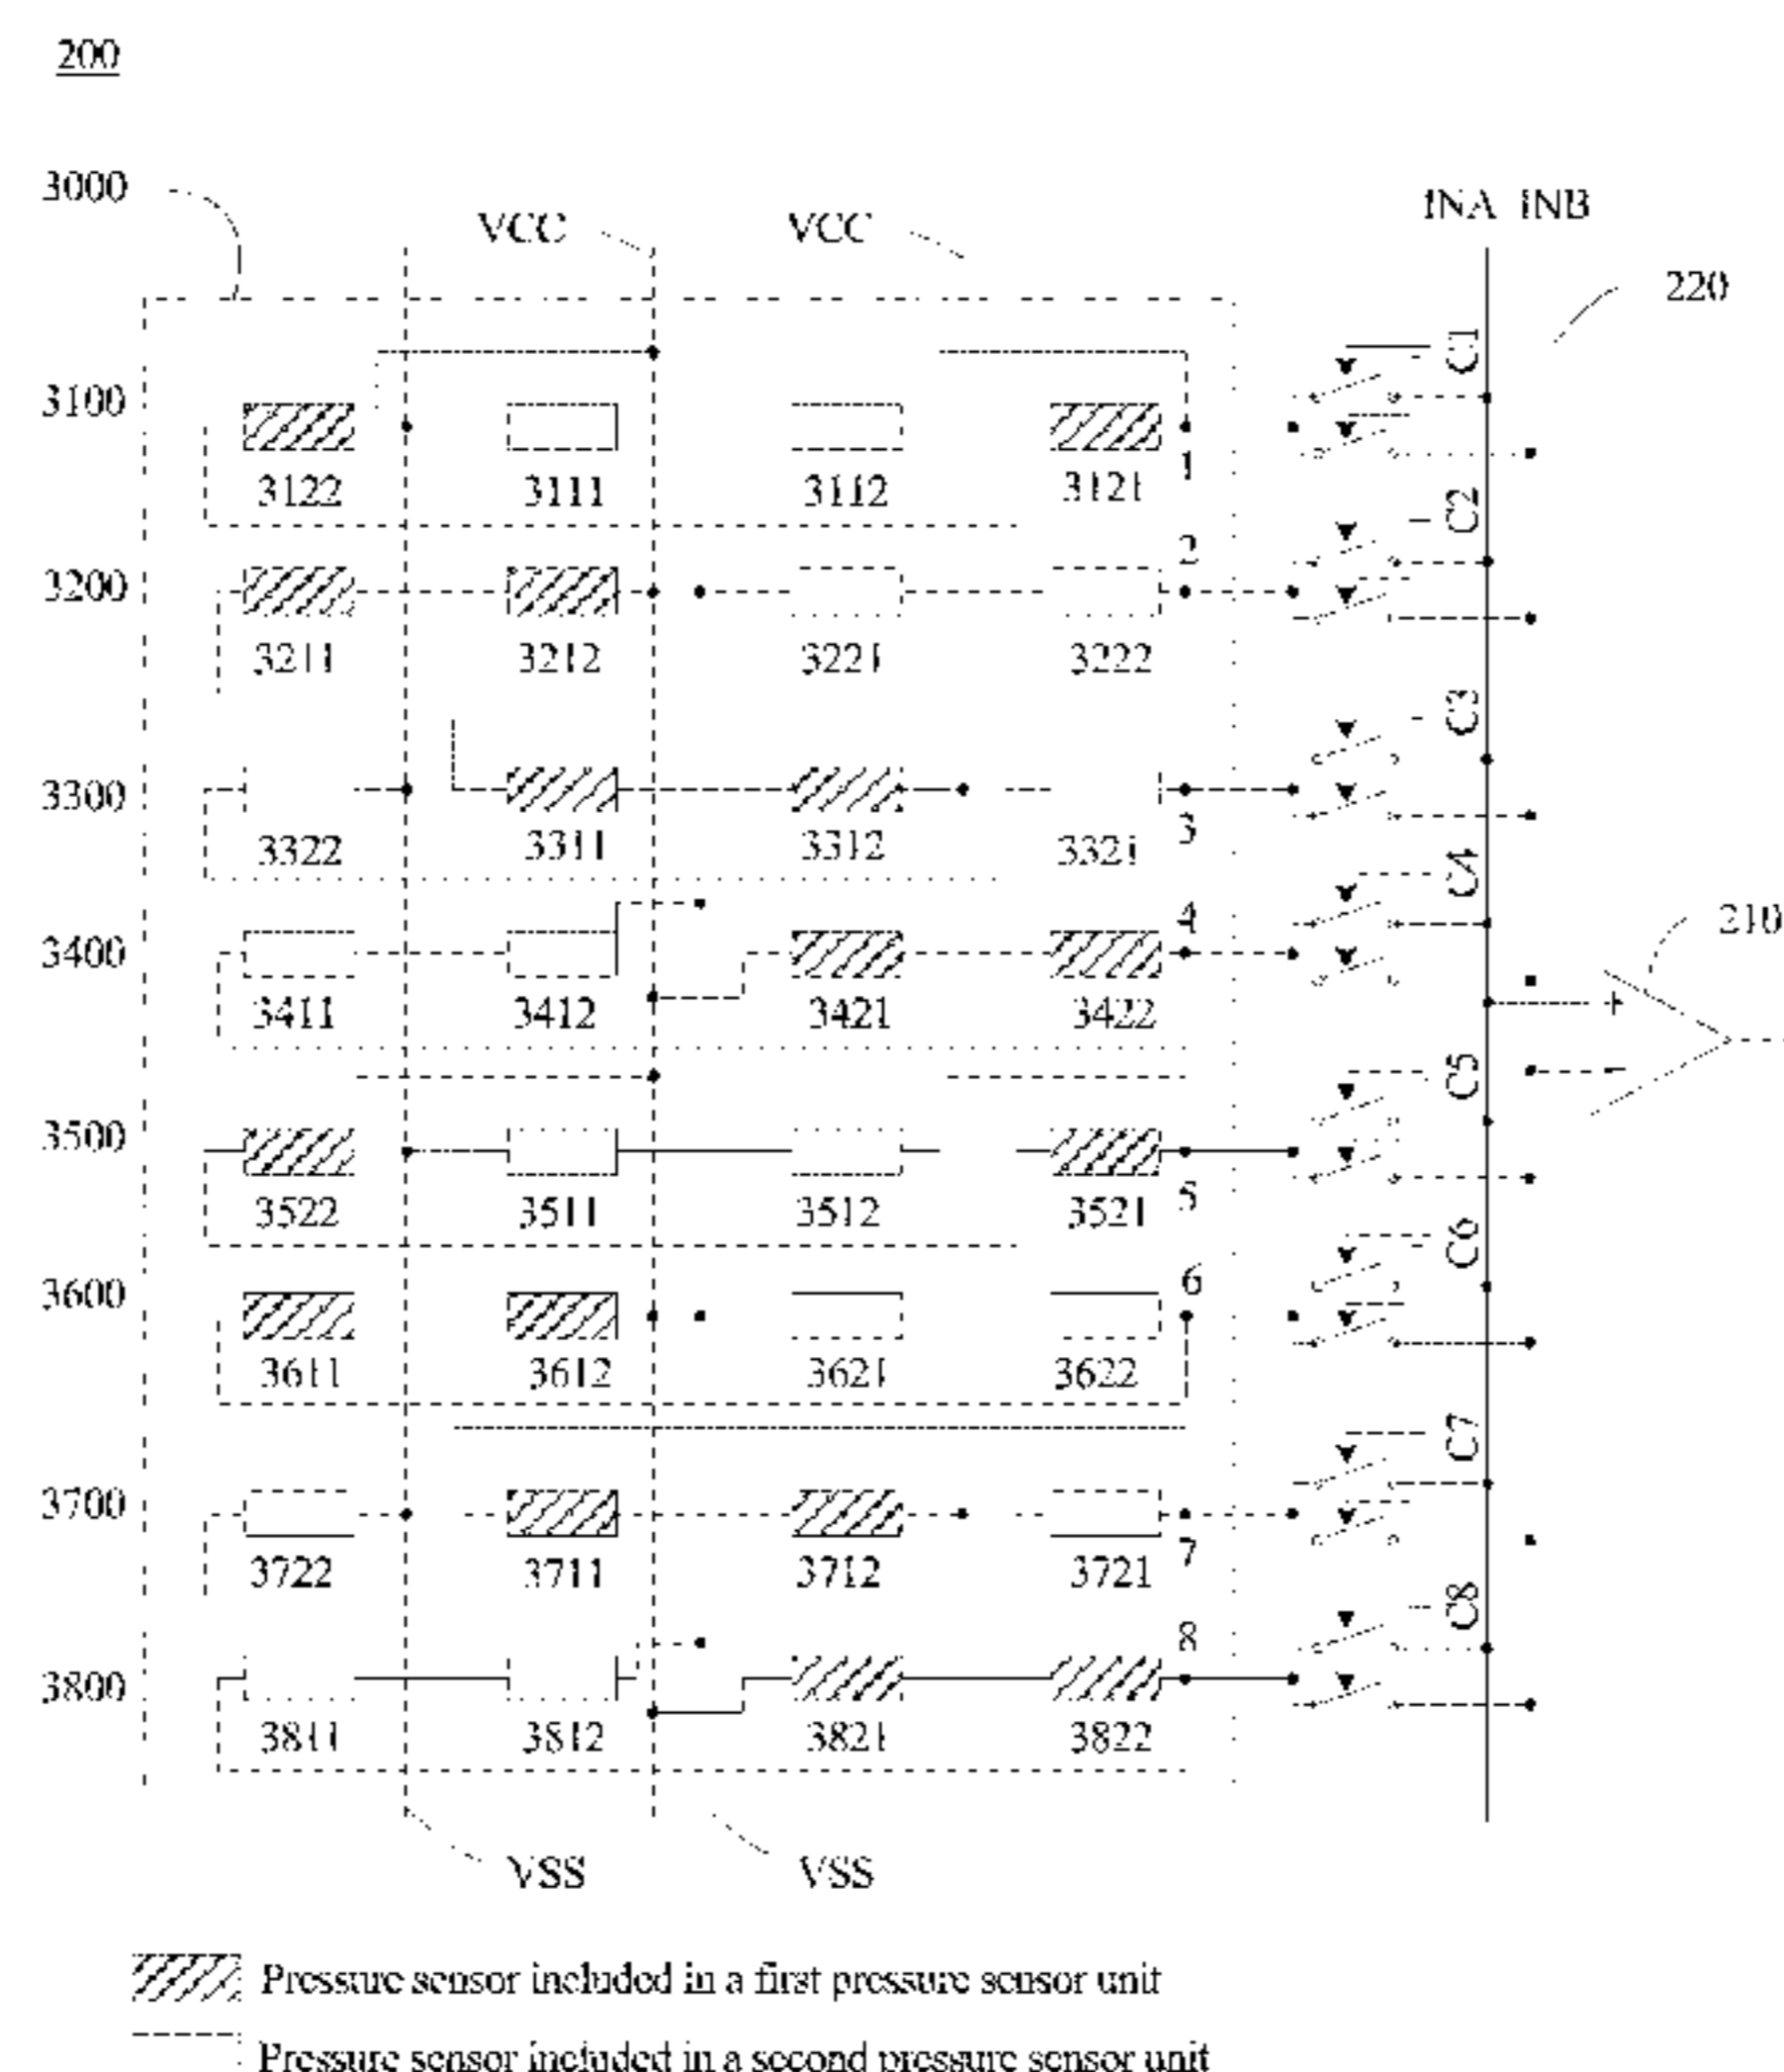 200
3000
VCC VCC
INA INB
220
C1
3100
3122 3111 3112 3121 1
C2
2
3200
3211 3212 3221 3222
C3
3300
3322 3311 3312 3321 3
C4
4
210
3400
3411 3412 3421 3422
+
C5
−
3500
3522 3511 3512 3521 5
C6
6
3600
3611 3612 3621 3622
C7
3700
3722 3711 3712 3721 7
C8
8
3800
3811 3812 3821 3822
VSS VSS
Pressure sensor included in a first pressure sensor unit
Pressure sensor included in a second pressure sensor unit